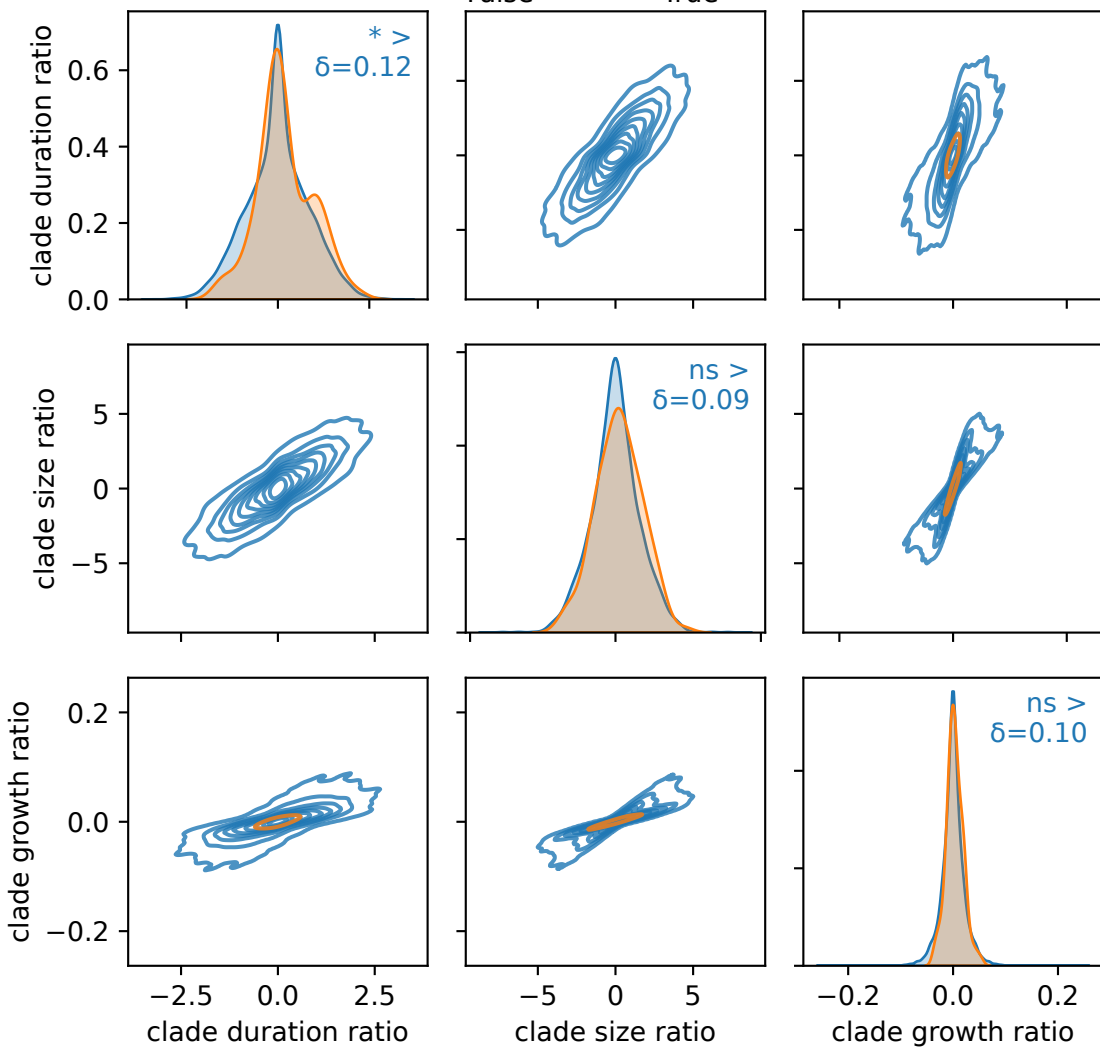 clade duration ratio
0.6
0.4
0.2
0.0
* >
δ=0.12
clade size ratio
5
0
−5
ns >
δ=0.09
clade growth ratio
0.2
0.0
−0.2
ns >
δ=0.10
−2.5 0.0 2.5
−5 0 5
−0.2 0.0 0.2
clade duration ratio
clade size ratio
clade growth ratio